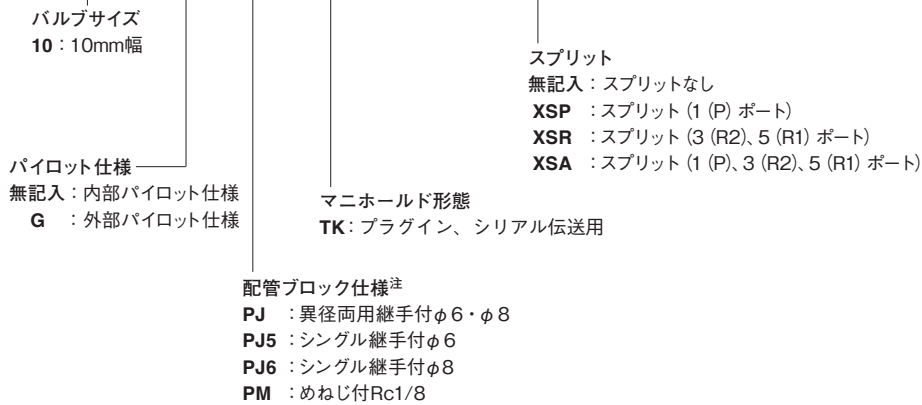 バルブサイズ
10：10mm幅
スプリット
無記入：スプリットなし
XSP ：スプリット（1（P）ポート）
XSR ：スプリット（3（R2）、5（R1）ポート）
XSA ：スプリット（1（P）、3（R2）、5（R1）ポート）
パイロット仕様
無記入：内部パイロット仕様
G ：外部パイロット仕様
マニホールド形態
TK：プラグイン、シリアル伝送用
配管ブロック仕様注
PJ ：異径両用継手付φ6・φ8
PJ5 ：シングル継手付φ6
PJ6 ：シングル継手付φ8
PM ：めねじ付Rc1/8